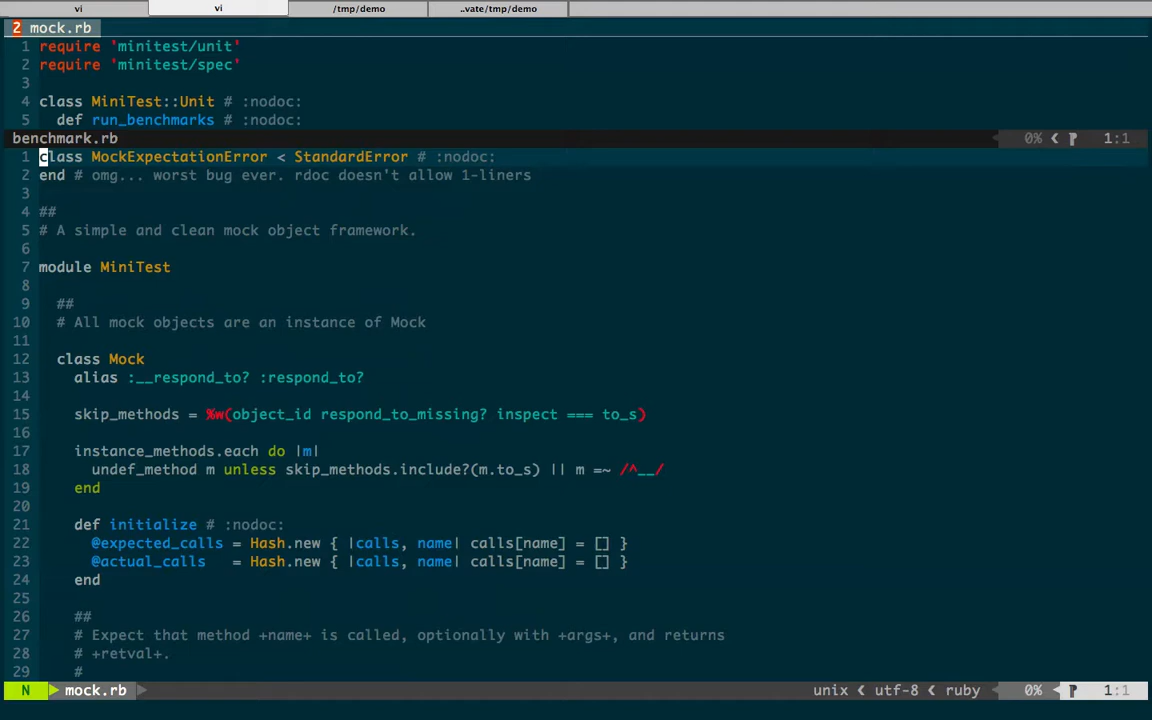 vi vi /tmp/demo ..vate/tmp/demo
2 mock.rb
1 require 'minitest/unit'
2 require 'minitest/spec'
3
4 class MiniTest::Unit # :nodoc:
5   def run_benchmarks # :nodoc:
benchmark.rb 0% 1:1
1 class MockExpectationError < StandardError # :nodoc:
2 end # omg... worst bug ever. rdoc doesn't allow 1-liners
3
4 ##
5 # A simple and clean mock object framework.
6
7 module MiniTest
8
9   ##
10   # All mock objects are an instance of Mock
11
12   class Mock
13     alias :__respond_to? :respond_to?
14
15     skip_methods = %w(object_id respond_to_missing? inspect === to_s)
16
17     instance_methods.each do |m|
18       undef_method m unless skip_methods.include?(m.to_s) || m =~ /^__/
19     end
20
21     def initialize # :nodoc:
22       @expected_calls = Hash.new { |calls, name| calls[name] = [] }
23       @actual_calls   = Hash.new { |calls, name| calls[name] = [] }
24     end
25
26     ##
27     # Expect that method +name+ is called, optionally with +args+, and returns
28     # +retval+.
29     #
N mock.rb unix utf-8 ruby 0% 1:1